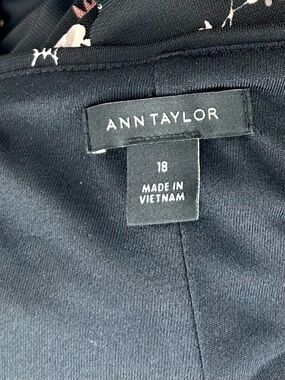 ANN TAYLOR
18
MADE IN
VIETNAM